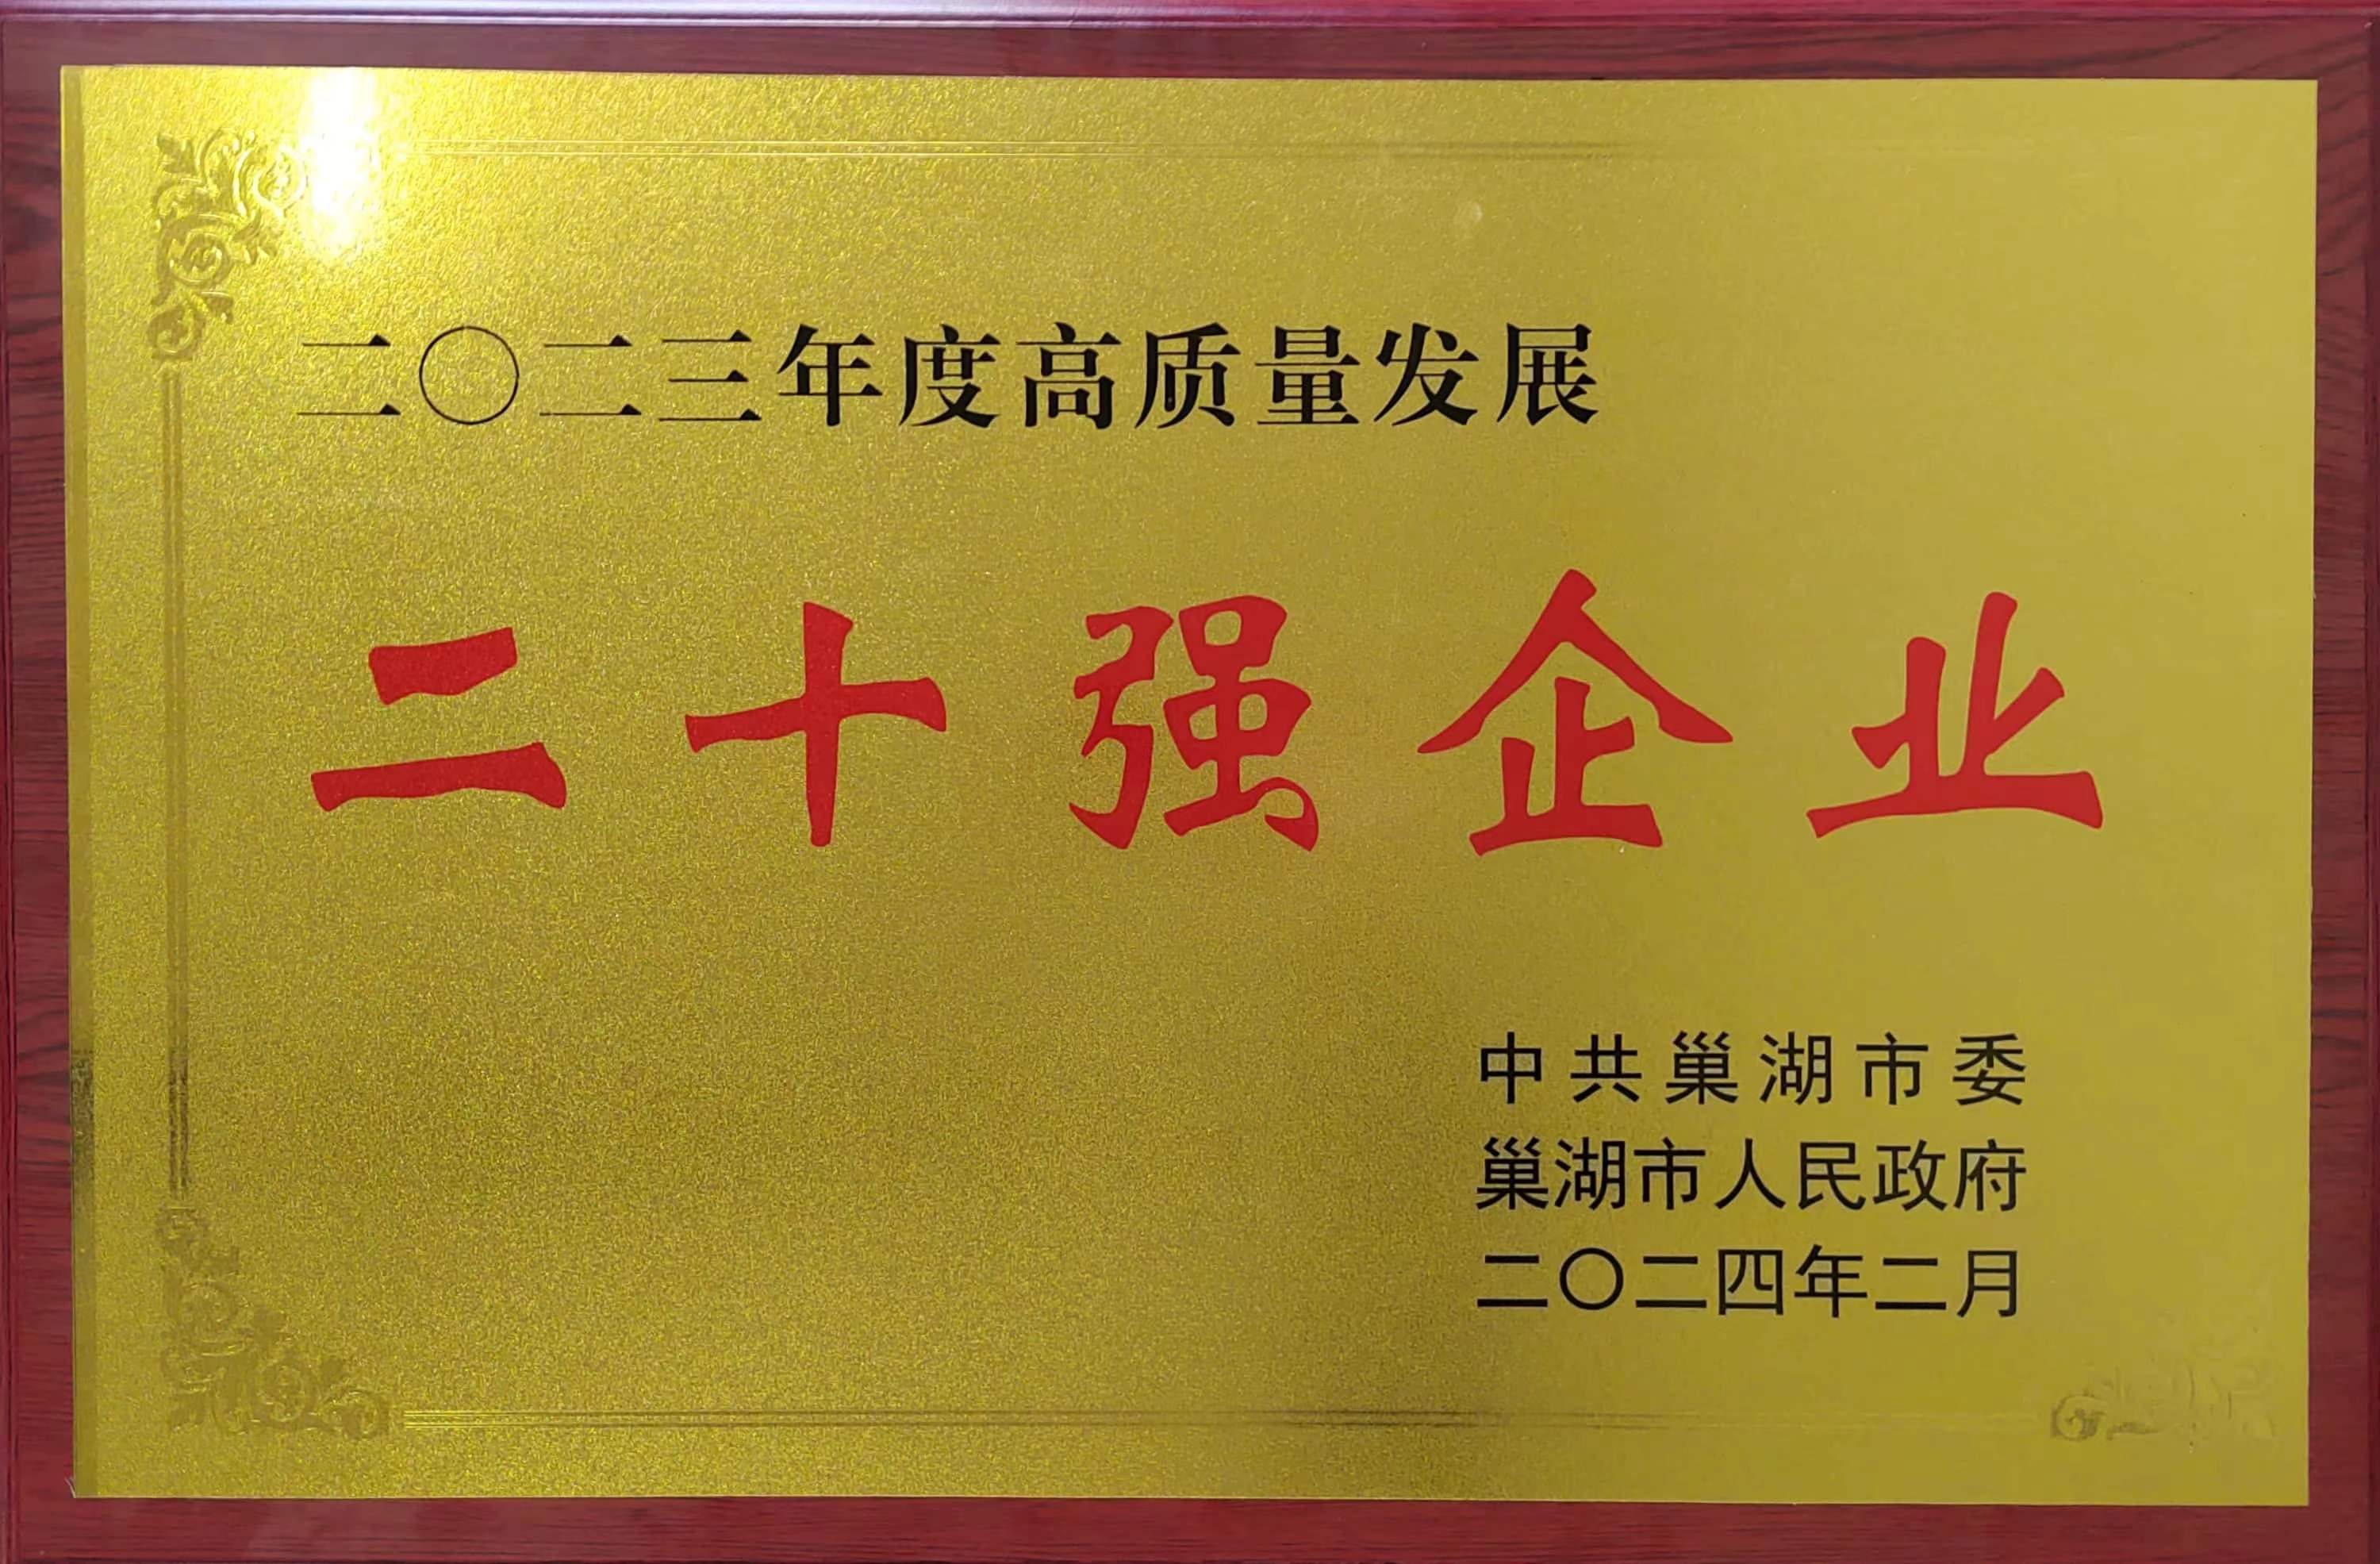 二〇二三年度高质量发展
二十强企业
中共巢湖市委
巢湖市人民政府
二〇二四年二月